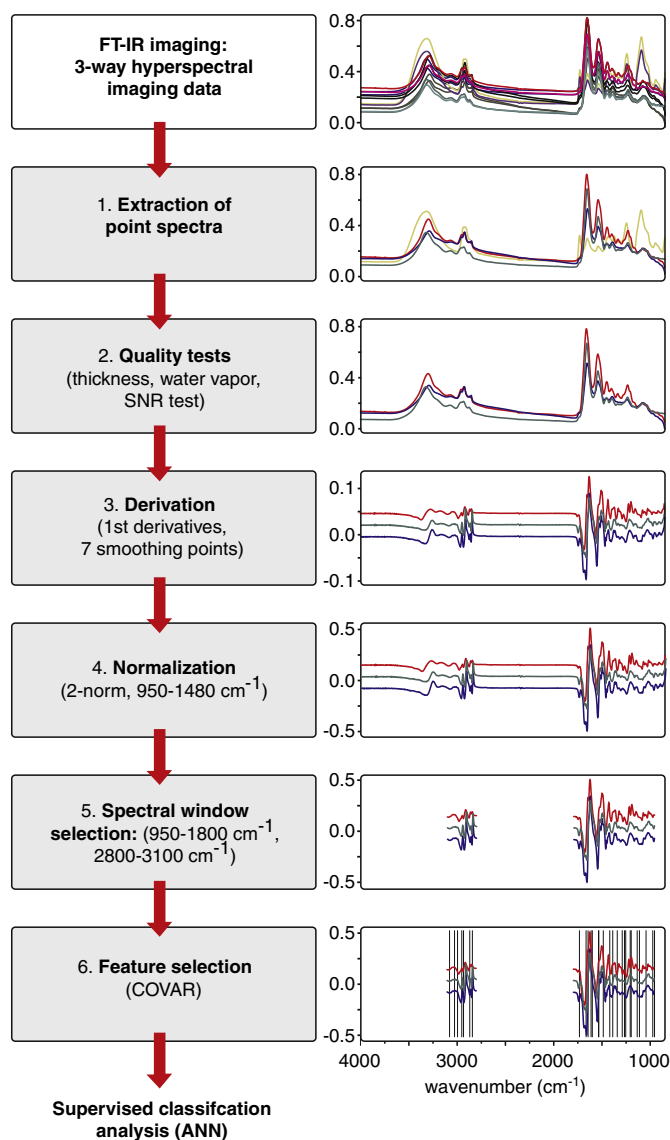 FT-IR imaging:
3-way hyperspectral
imaging data
0.8
0.4
0.0
1. Extraction of
point spectra
0.8
0.4
0.0
2. Quality tests
(thickness, water vapor,
SNR test)
0.8
0.4
0.0
3. Derivation
(1st derivatives,
7 smoothing points)
0.1
0.0
-0.1
4. Normalization
(2-norm, 950-1480 cm⁻¹)
0.5
0.0
-0.5
5. Spectral window
selection: (950-1800 cm⁻¹,
2800-3100 cm⁻¹)
0.5
0.0
-0.5
6. Feature selection
(COVAR)
0.5
0.0
-0.5
4000 3000 2000 1000
wavenumber (cm⁻¹)
Supervised classifcation
analysis (ANN)